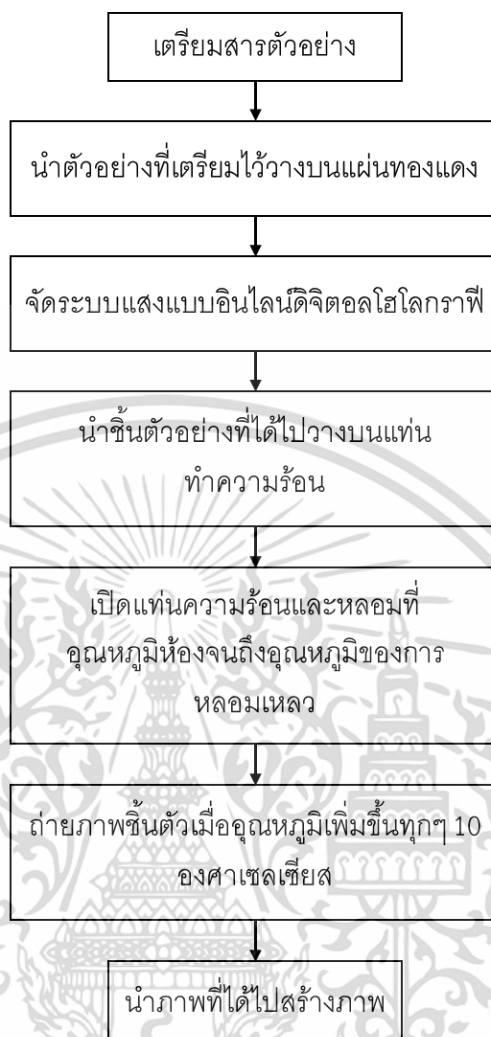 เตรียมสารตัวอย่าง
นำตัวอย่างที่เตรียมไว้วางบนแผ่นทองแดง
จัดระบบแสงแบบอินไลน์ดิจิตอลโฮโลกราฟี
นำชิ้นตัวอย่างที่ได้ไปวางบนแท่น
ทำความร้อน
เปิดแท่นความร้อนและหลอมที่
อุณหภูมิห้องจนถึงอุณหภูมิของการ
หลอมเหลว
ถ่ายภาพชิ้นตัวเมื่ออุณหภูมิเพิ่มขึ้นทุกๆ 10
องศาเซลเซียส
นำภาพที่ได้ไปสร้างภาพ